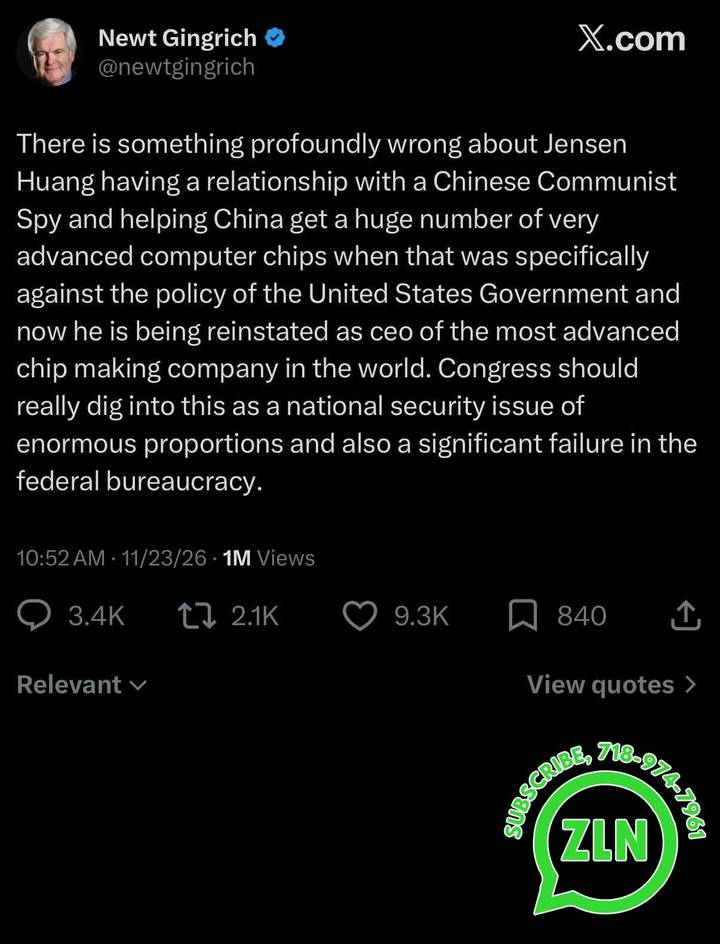 Newt Gingrich
@newtgingrich
X.com
There is something profoundly wrong about Jensen
Huang having a relationship with a Chinese Communist
Spy and helping China get a huge number of very
advanced computer chips when that was specifically
against the policy of the United States Government and
now he is being reinstated as ceo of the most advanced
chip making company in the world. Congress should
really dig into this as a national security issue of
enormous proportions and also a significant failure in the
federal bureaucracy.
10:52 AM · 11/23/26 · 1M Views
3.4K 2.1K 9.3K 840
Relevant View quotes
SUBSCRIBE, 718-974-7961
ZLN